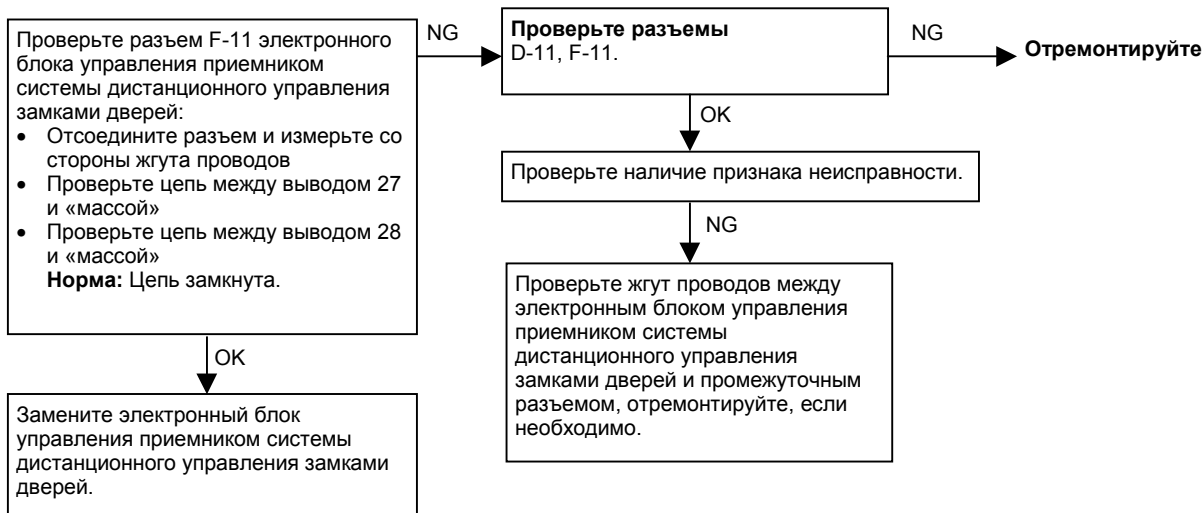 Проверьте разъем F-11 электронного
блока управления приемником
системы дистанционного управления
замками дверей:
• Отсоедините разъем и измерьте со
стороны жгута проводов
• Проверьте цепь между выводом 27
и «массой»
• Проверьте цепь между выводом 28
и «массой»
Норма: Цепь замкнута.
NG
Проверьте разъемы
D-11, F-11.
NG
Отремонтируйте
OK
Проверьте наличие признака неисправности.
NG
Проверьте жгут проводов между
электронным блоком управления
приемником системы
дистанционного управления
замками дверей и промежуточным
разъемом, отремонтируйте, если
необходимо.
OK
Замените электронный блок
управления приемником системы
дистанционного управления замками
дверей.